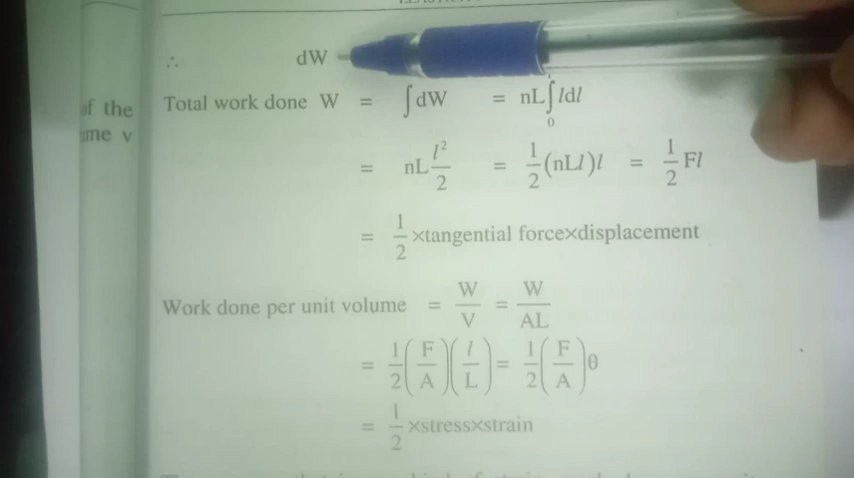 ∴ dW
of the
Total work done W = ∫dW = nL∫₀ ldl
me v
= nL l²/2 = 1/2 (nLl)l = 1/2 Fl
= 1/2 ×tangential force×displacement
Work done per unit volume = W/V = W/AL
= 1/2 (F/A)(l/L) = 1/2 (F/A)θ
= 1/2 ×stress×strain